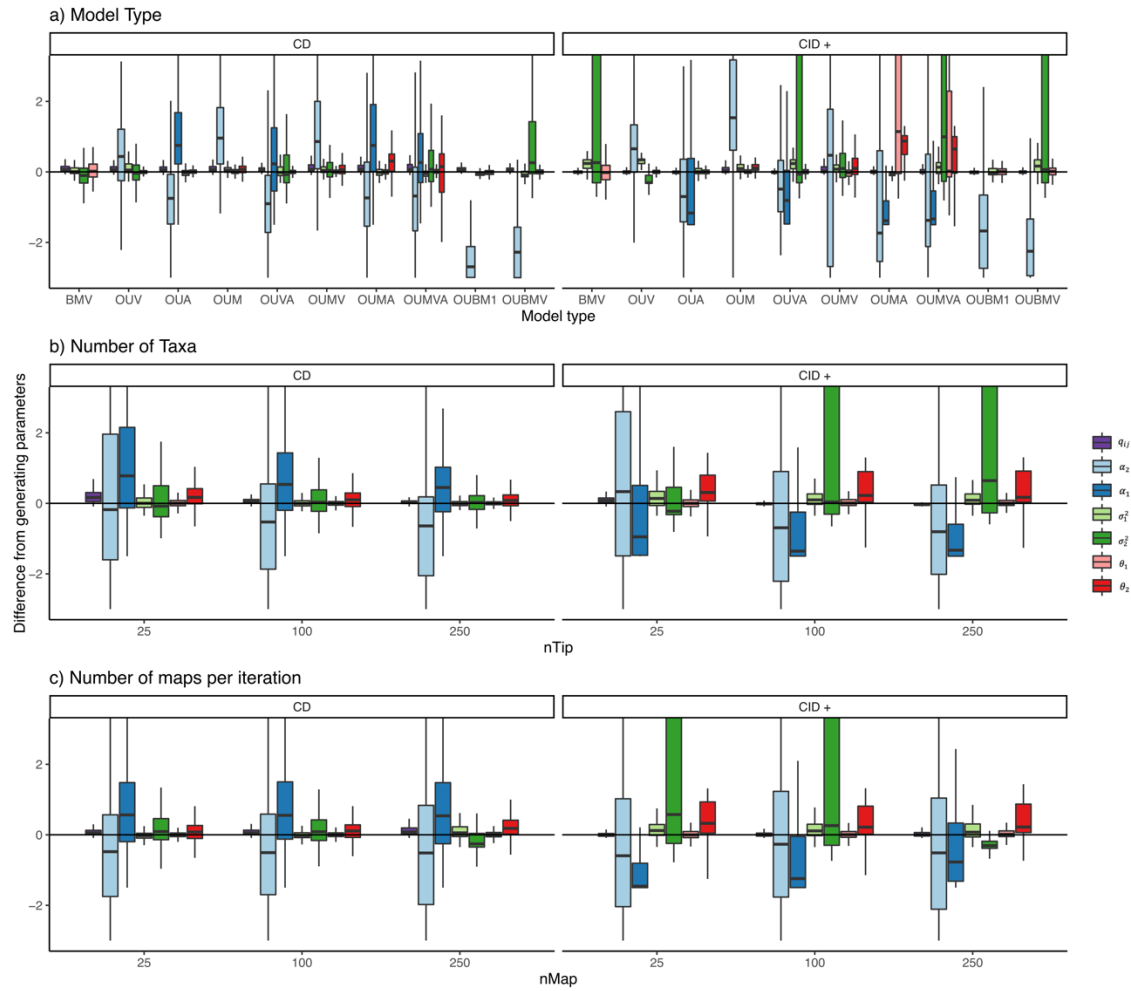 a) Model Type
CD
CID +
2
0
-2
BMV OUV OUA OUM OUVA OUMV OUMA OUMVA OUBM1 OUBMV
BMV OUV OUA OUM OUVA OUMV OUMA OUMVA OUBM1 OUBMV
Model type
b) Number of Taxa
CD
CID +
2
0
-2
25 100 250
25 100 250
nTip
Difference from generating parameters
c) Number of maps per iteration
CD
CID +
2
0
-2
25 100 250
25 100 250
nMap
q_{ij}
α₂
α₁
σ₁²
σ₂²
θ₁
θ₂